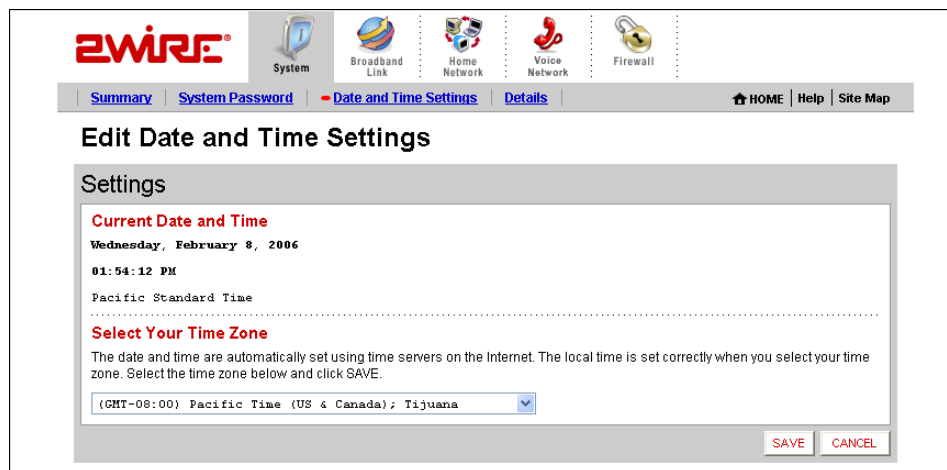 2WIRE®
System
Broadband Link
Home Network
Voice Network
Firewall
Summary
System Password
Date and Time Settings
Details
HOME | Help | Site Map
Edit Date and Time Settings
Settings
Current Date and Time
Wednesday, February 8, 2006
01:54:12 PM
Pacific Standard Time
Select Your Time Zone
The date and time are automatically set using time servers on the Internet. The local time is set correctly when you select your time
zone. Select the time zone below and click SAVE.
(GMT-08:00) Pacific Time (US & Canada); Tijuana
SAVE
CANCEL